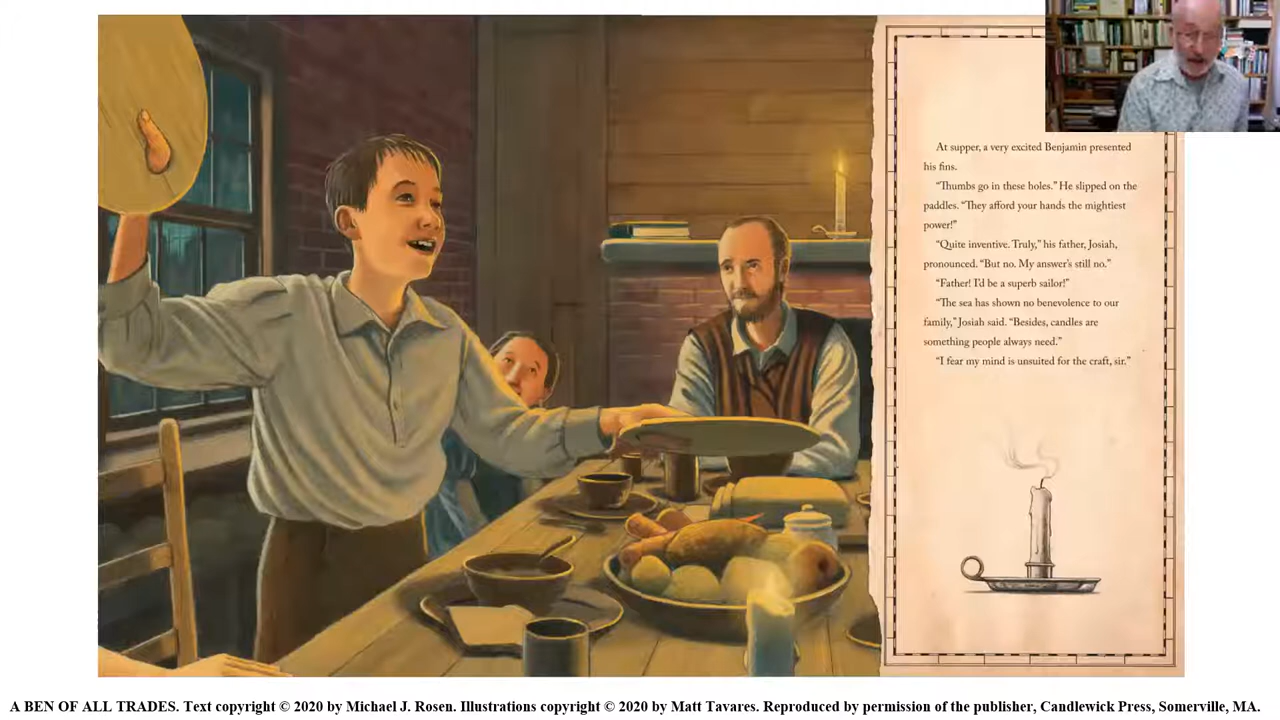 At supper, a very excited Benjamin presented
his fins.
“Thumbs go in these holes.” He slipped on the
paddles. “They afford your hands the mightiest
power!”
“Quite inventive. Truly,” his father, Josiah,
pronounced. “But no. My answer’s still no.”
“Father! I’d be a superb sailor!”
“The sea has shown no benevolence to our
family,” Josiah said. “Besides, candles are
something people always need.”
“I fear my mind is unsuited for the craft, sir.”
A BEN OF ALL TRADES. Text copyright © 2020 by Michael J. Rosen. Illustrations copyright © 2020 by Matt Tavares. Reproduced by permission of the publisher, Candlewick Press, Somerville, MA.